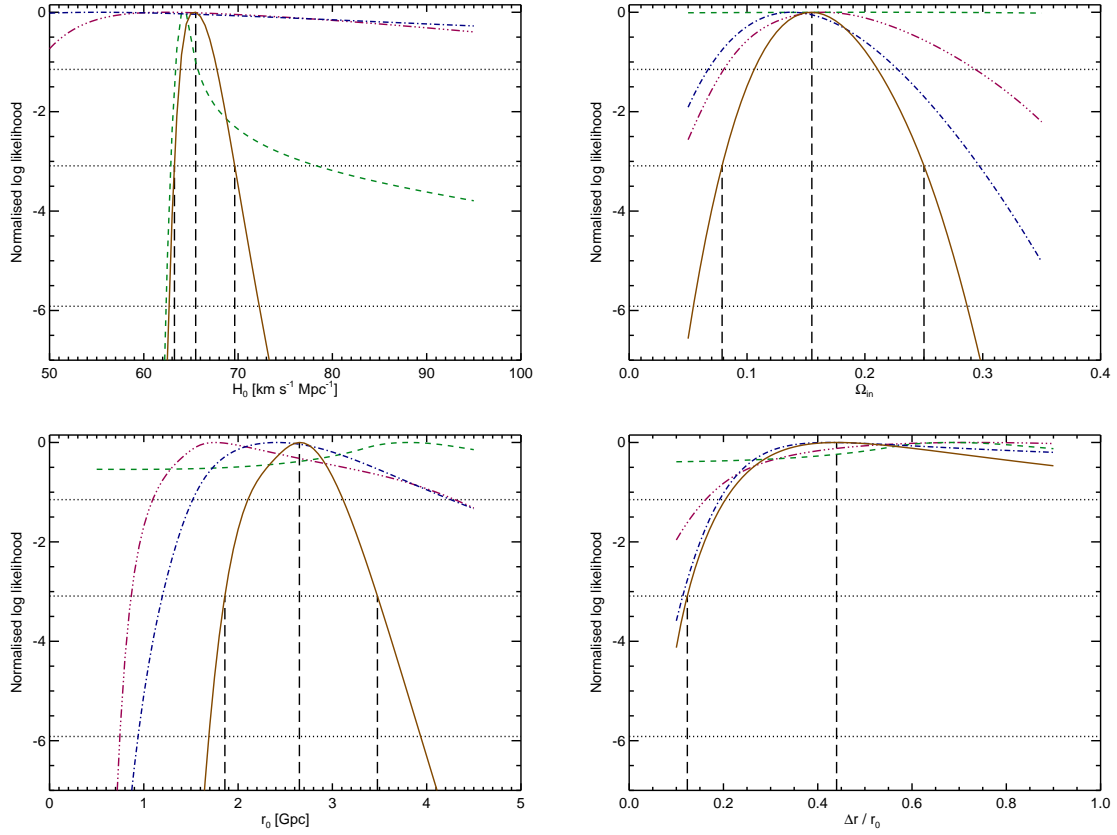 0
-2
-4
-6
Normalised log likelihood
50 60 70 80 90 100
H₀ [km s⁻¹ Mpc⁻¹]
0
-2
-4
-6
Normalised log likelihood
0.0 0.1 0.2 0.3 0.4
Ω_in
0
-2
-4
-6
Normalised log likelihood
0 1 2 3 4 5
r₀ [Gpc]
0
-2
-4
-6
Normalised log likelihood
0.0 0.2 0.4 0.6 0.8 1.0
Δr / r₀